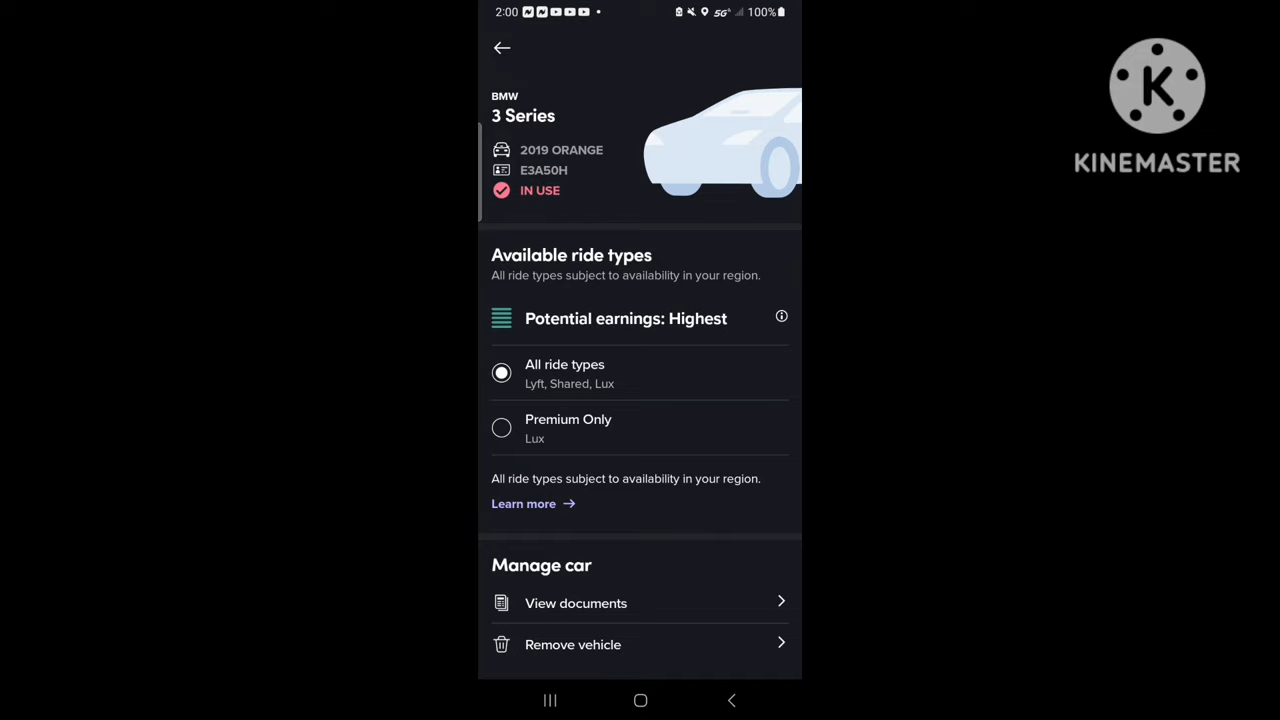 2:00
5G
100%
BMW
3 Series
2019 ORANGE
E3A50H
IN USE
Available ride types
All ride types subject to availability in your region.
Potential earnings: Highest
All ride types
Lyft, Shared, Lux
Premium Only
Lux
All ride types subject to availability in your region.
Learn more
Manage car
View documents
Remove vehicle
K
KINEMASTER